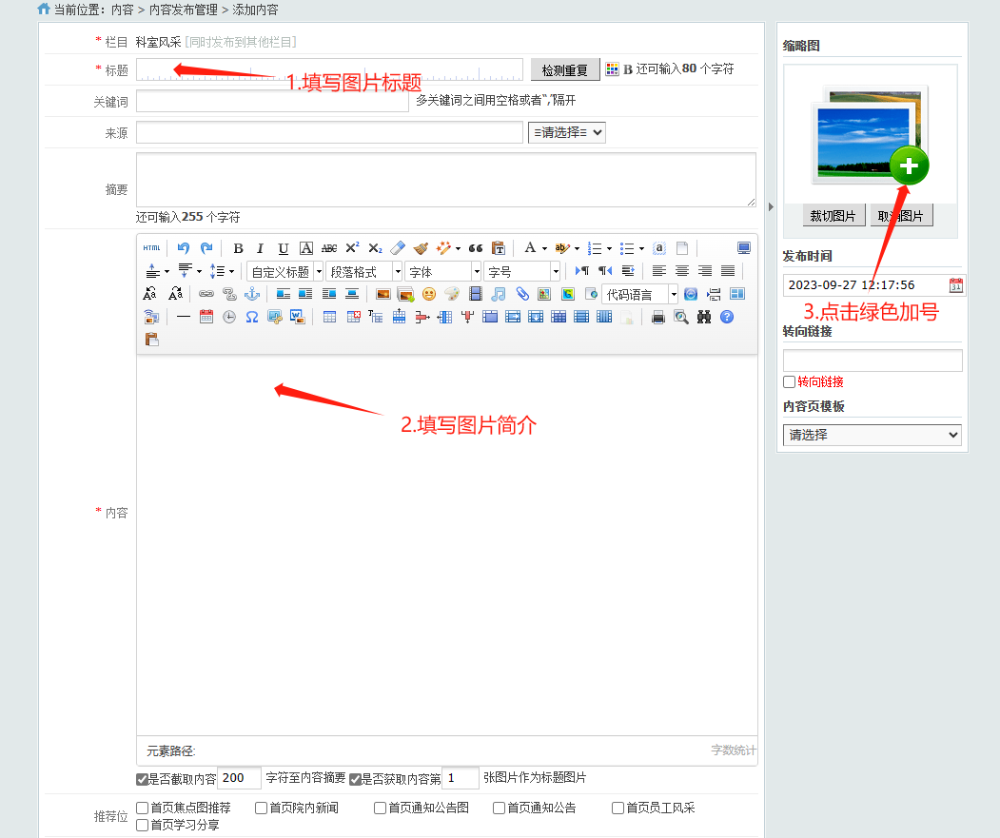 当前位置：内容 > 内容发布管理 > 添加内容
* 栏目 科室风采 [同时发布到其他栏目]
* 标题 检测重复 B 还可输入80 个字符
1.填写图片标题
关键词 多关键词之间用空格或者“,”隔开
来源 ≡请选择≡
摘要
还可输入255 个字符
HTML B I U A ABC X² X₂ A ab a
自定义标题 段落格式 字体 字号
代码语言
2.填写图片简介
* 内容
元素路径: 字数统计
是否截取内容 200 字符至内容摘要 是否获取内容第 1 张图片作为标题图片
推荐位 首页焦点图推荐 首页院内新闻 首页通知公告图 首页通知公告 首页员工风采
首页学习分享
缩略图
裁切图片 取消图片
发布时间
2023-09-27 12:17:56 31
3.点击绿色加号
转向链接
转向链接
内容页模板
请选择